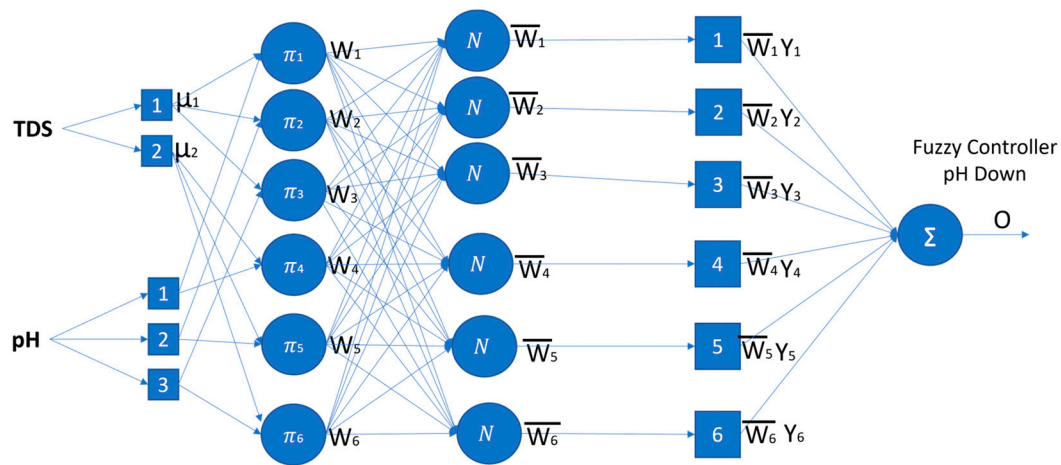 TDS
pH
1 μ₁
2 μ₂
1
2
3
π₁ W₁
π₂ W₂
π₃ W₃
π₄ W₄
π₅ W₅
π₆ W₆
N W̅₁
N W̅₂
N W̅₃
N W̅₄
N W̅₅
N W̅₆
1 W̅₁Y₁
2 W̅₂Y₂
3 W̅₃Y₃
4 W̅₄Y₄
5 W̅₅Y₅
6 W̅₆Y₆
Fuzzy Controller
pH Down
Σ
O